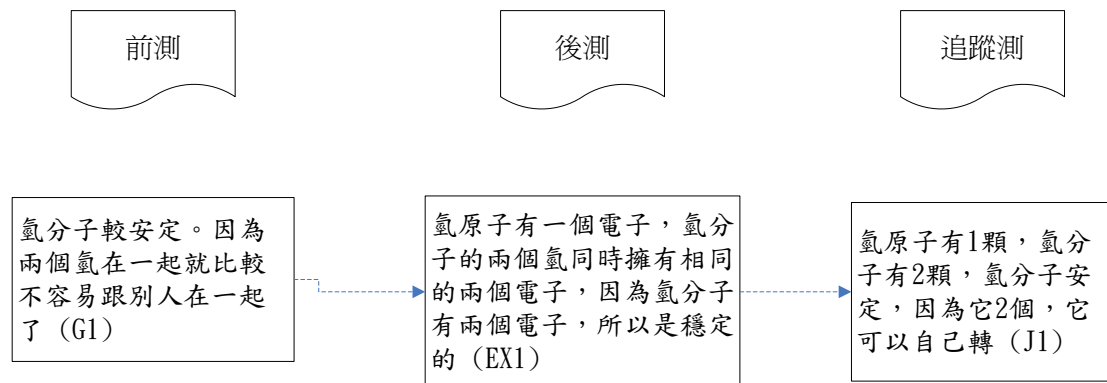 前測
後測
追蹤測
氫分子較安定。因為
兩個氫在一起就比較
不容易跟別人在一起
了 (G1)
氫原子有一個電子，氫分
子的兩個氫同時擁有相同
的兩個電子，因為氫分子
有兩個電子，所以是穩定
的 (EX1)
氫原子有1顆，氫分
子有2顆，氫分子安
定，因為它2個，它
可以自己轉 (J1)